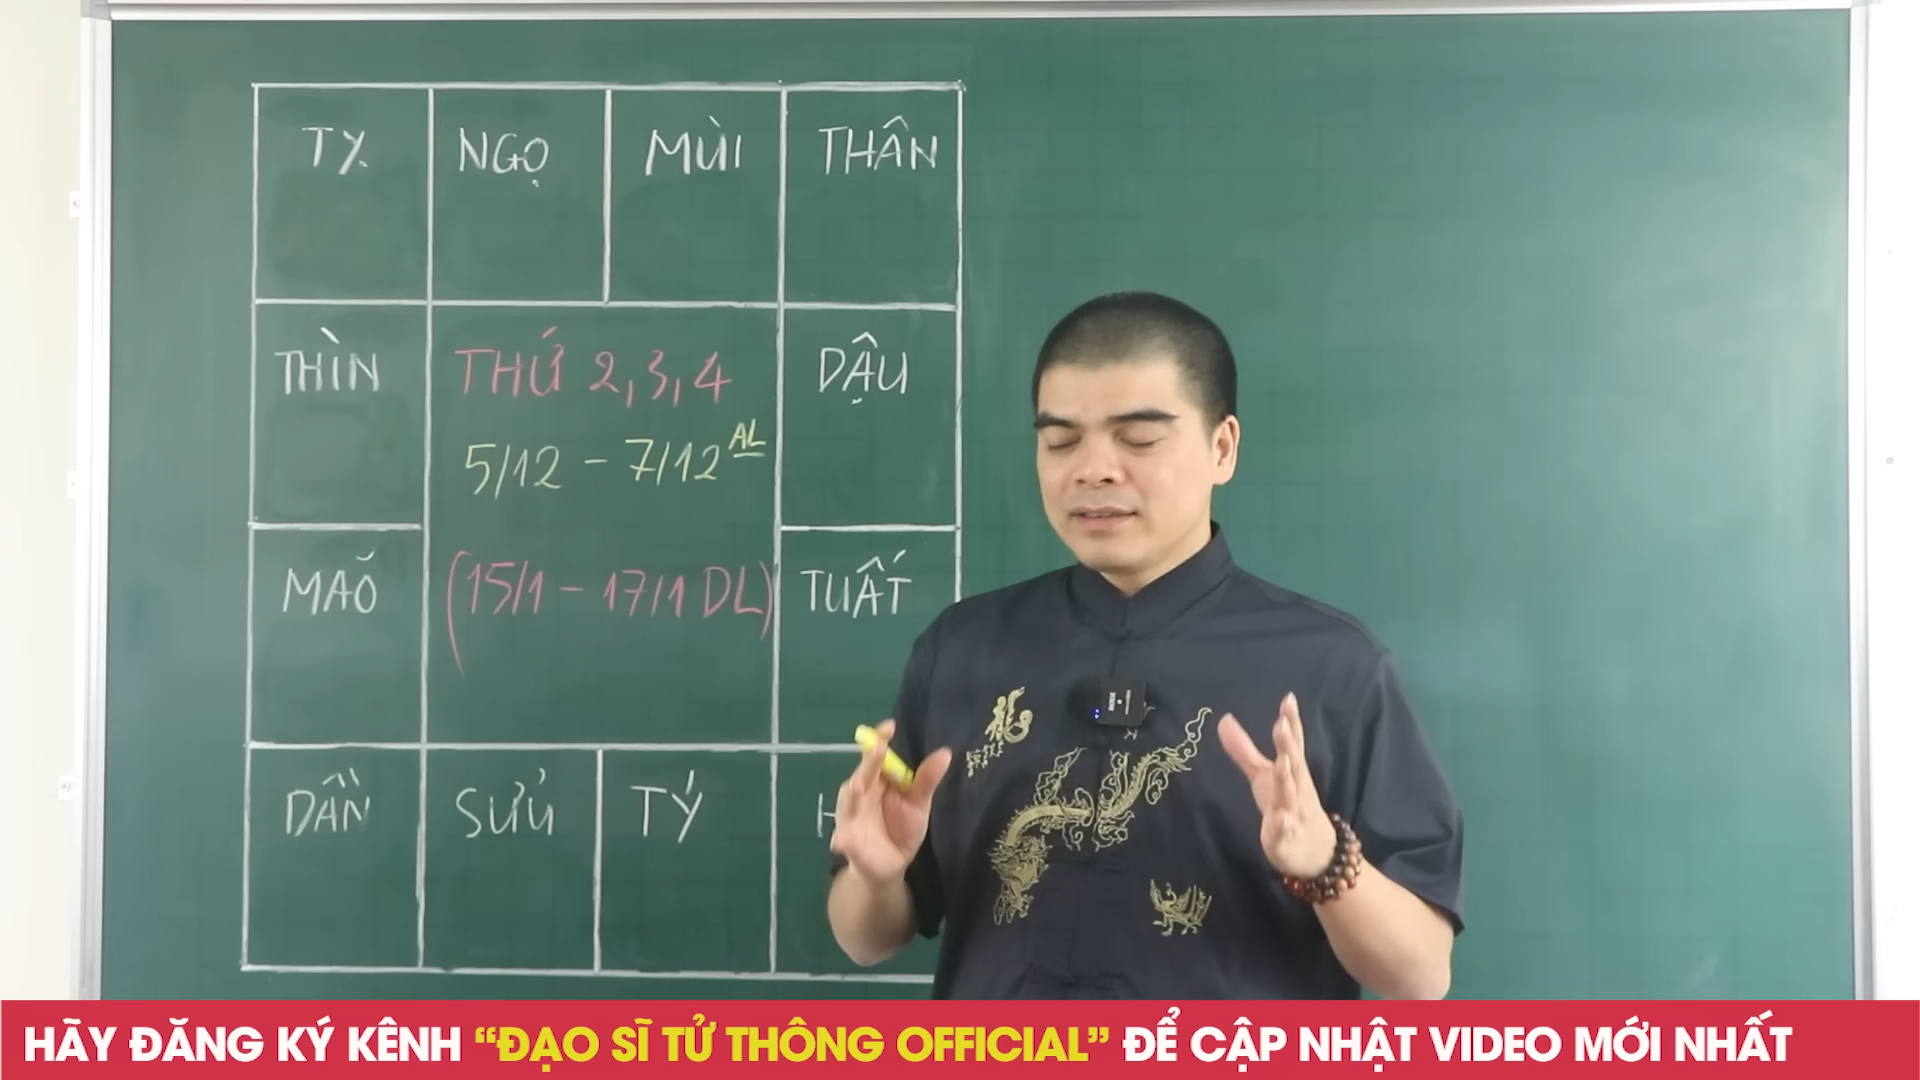 TỴ
NGỌ
MÙI
THÂN
THÌN
THỨ 2, 3, 4
DẬU
5/12 - 7/12 AL
MÃO
(15/1 - 17/1 DL)
TUẤT
DẦN
SỬU
TÝ
HÃY ĐĂNG KÝ KÊNH “ĐẠO SĨ TỬ THÔNG OFFICIAL” ĐỂ CẬP NHẬT VIDEO MỚI NHẤT